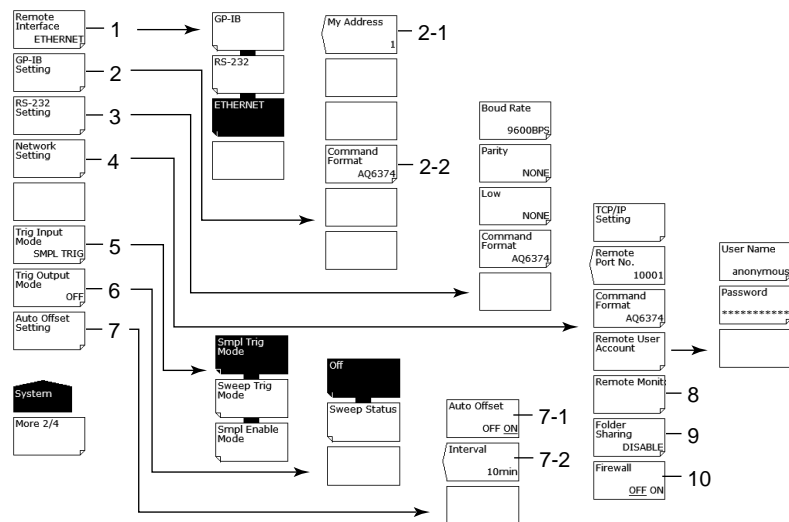 Remote
Interface
ETHERNET
1
GP-IB
Setting
2
RS-232
Setting
3
Network
Setting
4
Trig Input
Mode
SMPL TRIG
5
Trig Output
Mode
OFF
6
Auto Offset
Setting
7
System
More 2/4
GP-IB
RS-232
ETHERNET
My Address
1
2-1
Command
Format
AQ6374
2-2
Boud Rate
9600BPS
Parity
NONE
Low
NONE
Command
Format
AQ6374
Smpl Trig
Mode
Sweep Trig
Mode
Smpl Enable
Mode
Off
Sweep Status
Auto Offset
OFF ON
7-1
Interval
10min
7-2
TCP/IP
Setting
Remote
Port No.
10001
Command
Format
AQ6374
Remote User
Account
Remote Monit
8
Folder
Sharing
DISABLE
9
Firewall
OFF ON
10
User Name
anonymous
Password
***********